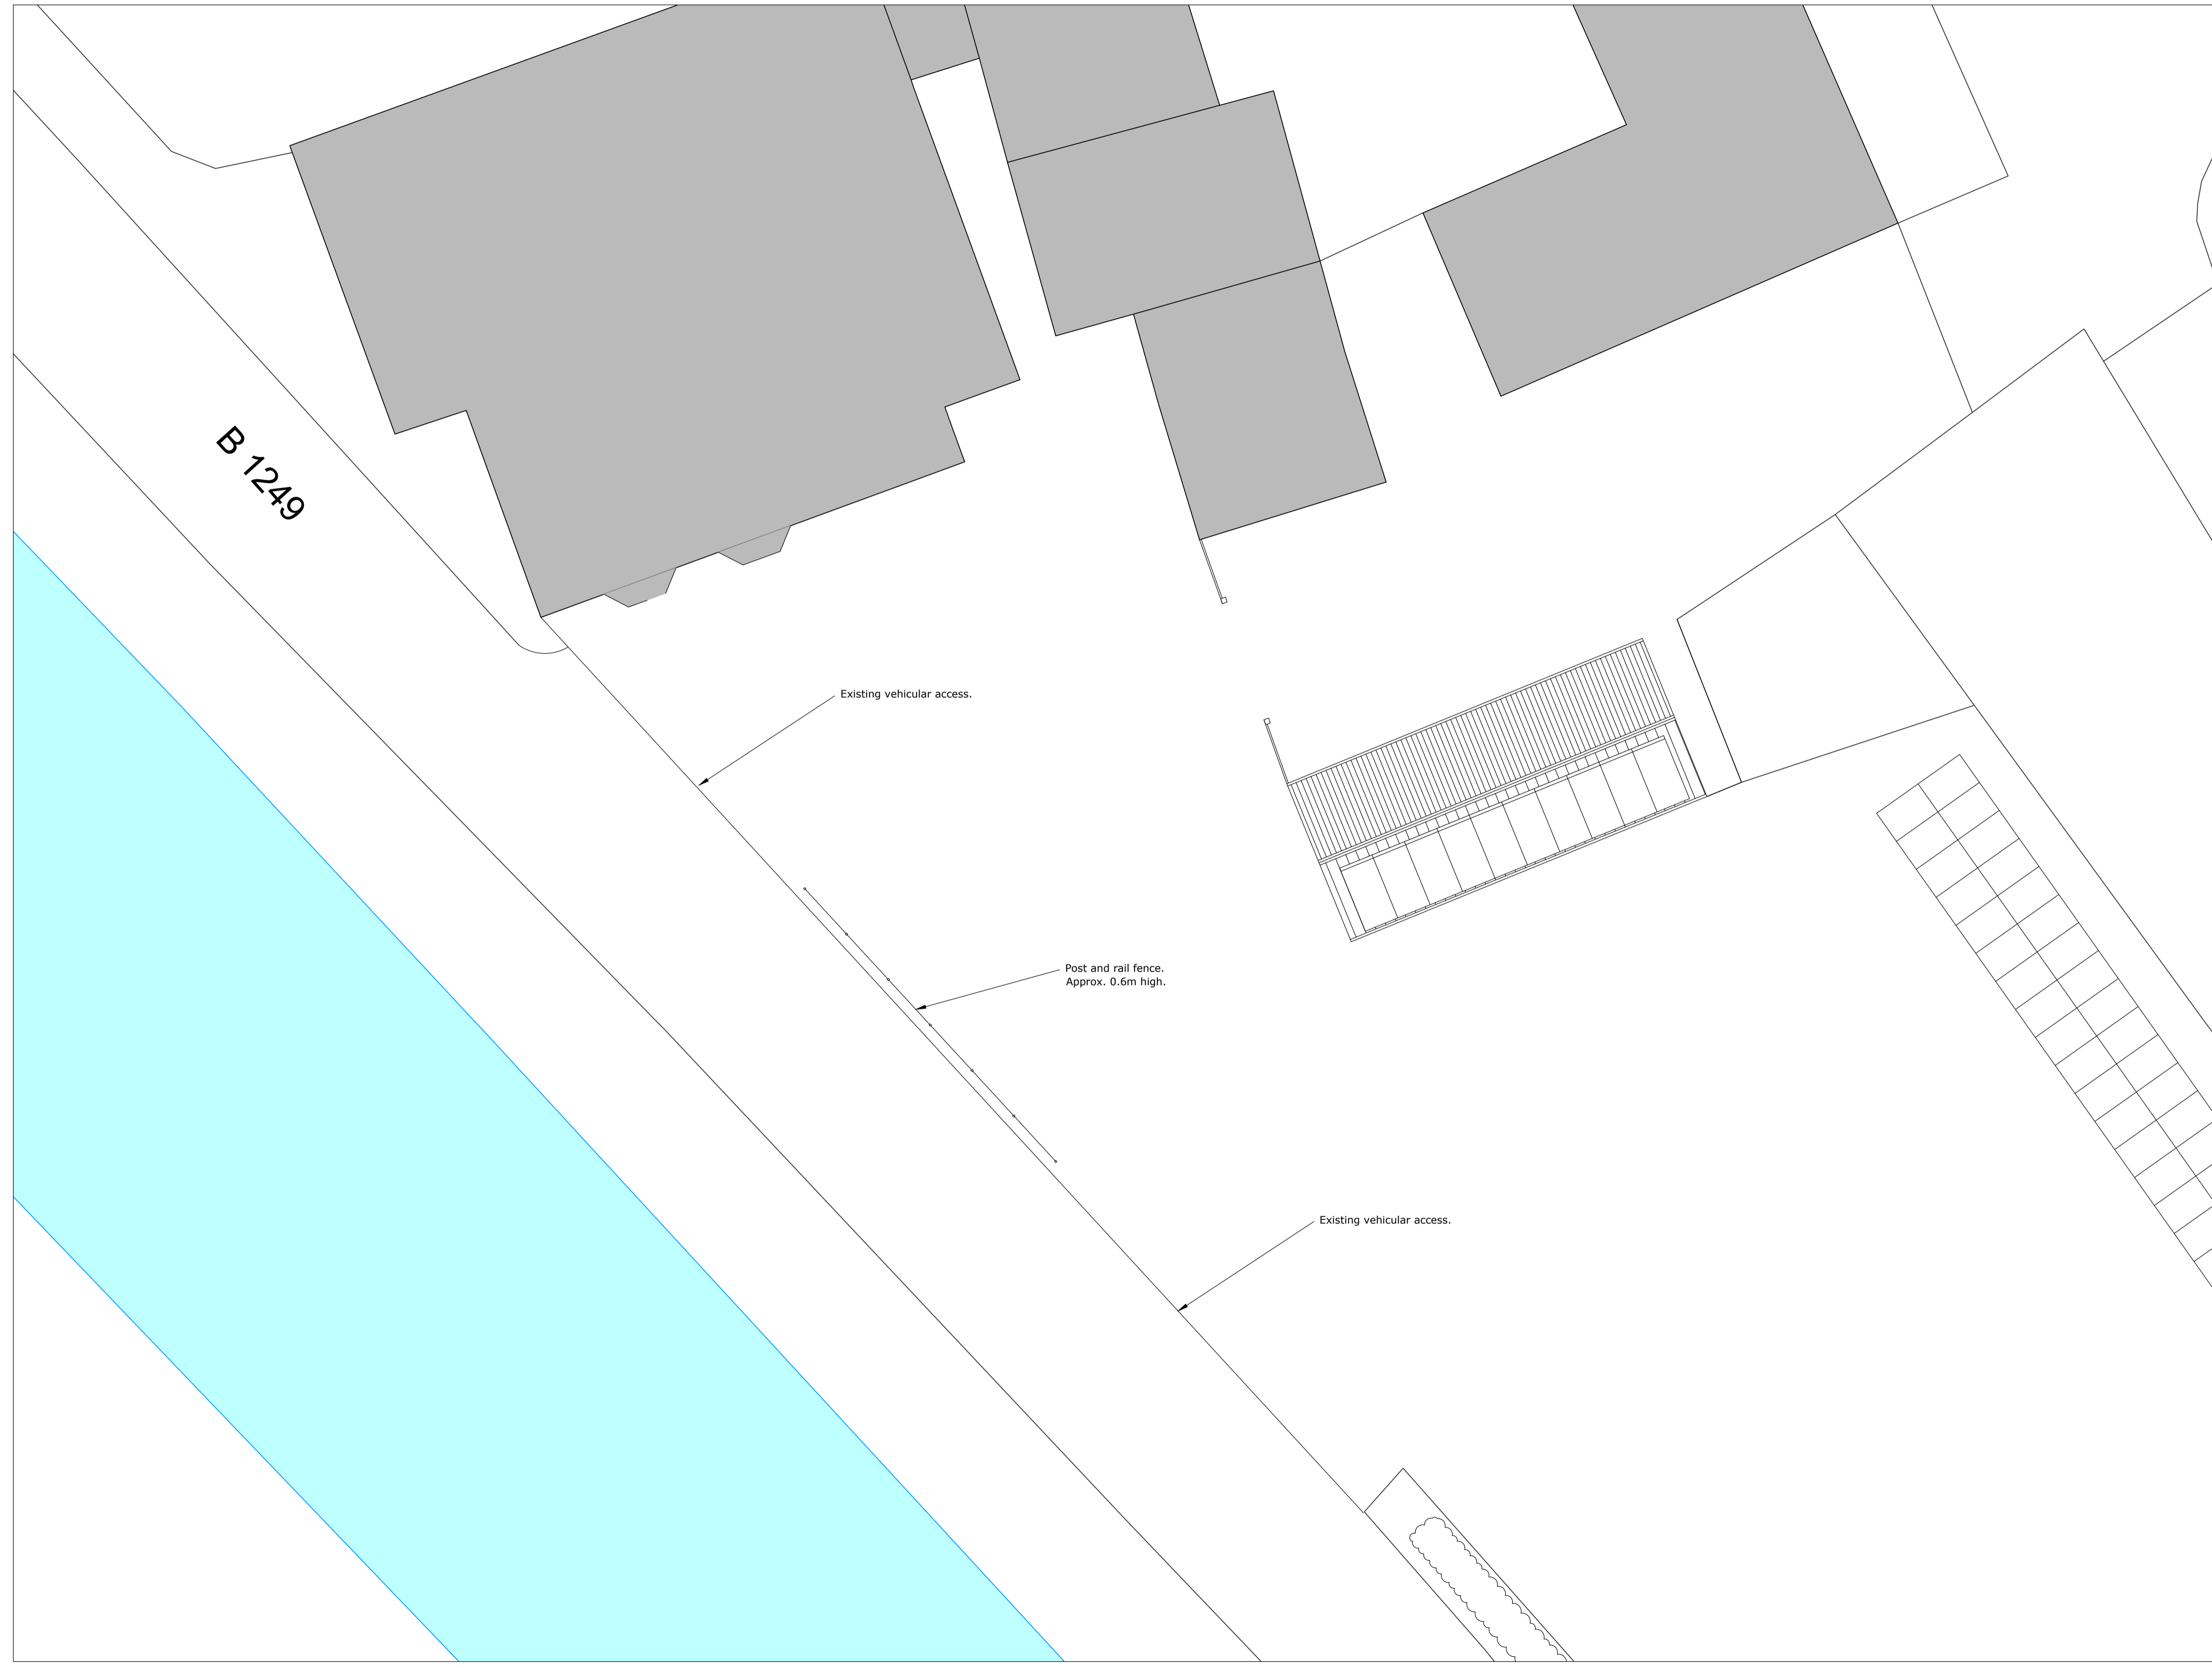 B 1249
Existing vehicular access.
Post and rail fence.
Approx. 0.6m high.
Existing vehicular access.